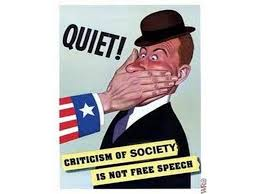 QUIET!
CRITICISM OF SOCIETY
IS NOT FREE SPEECH